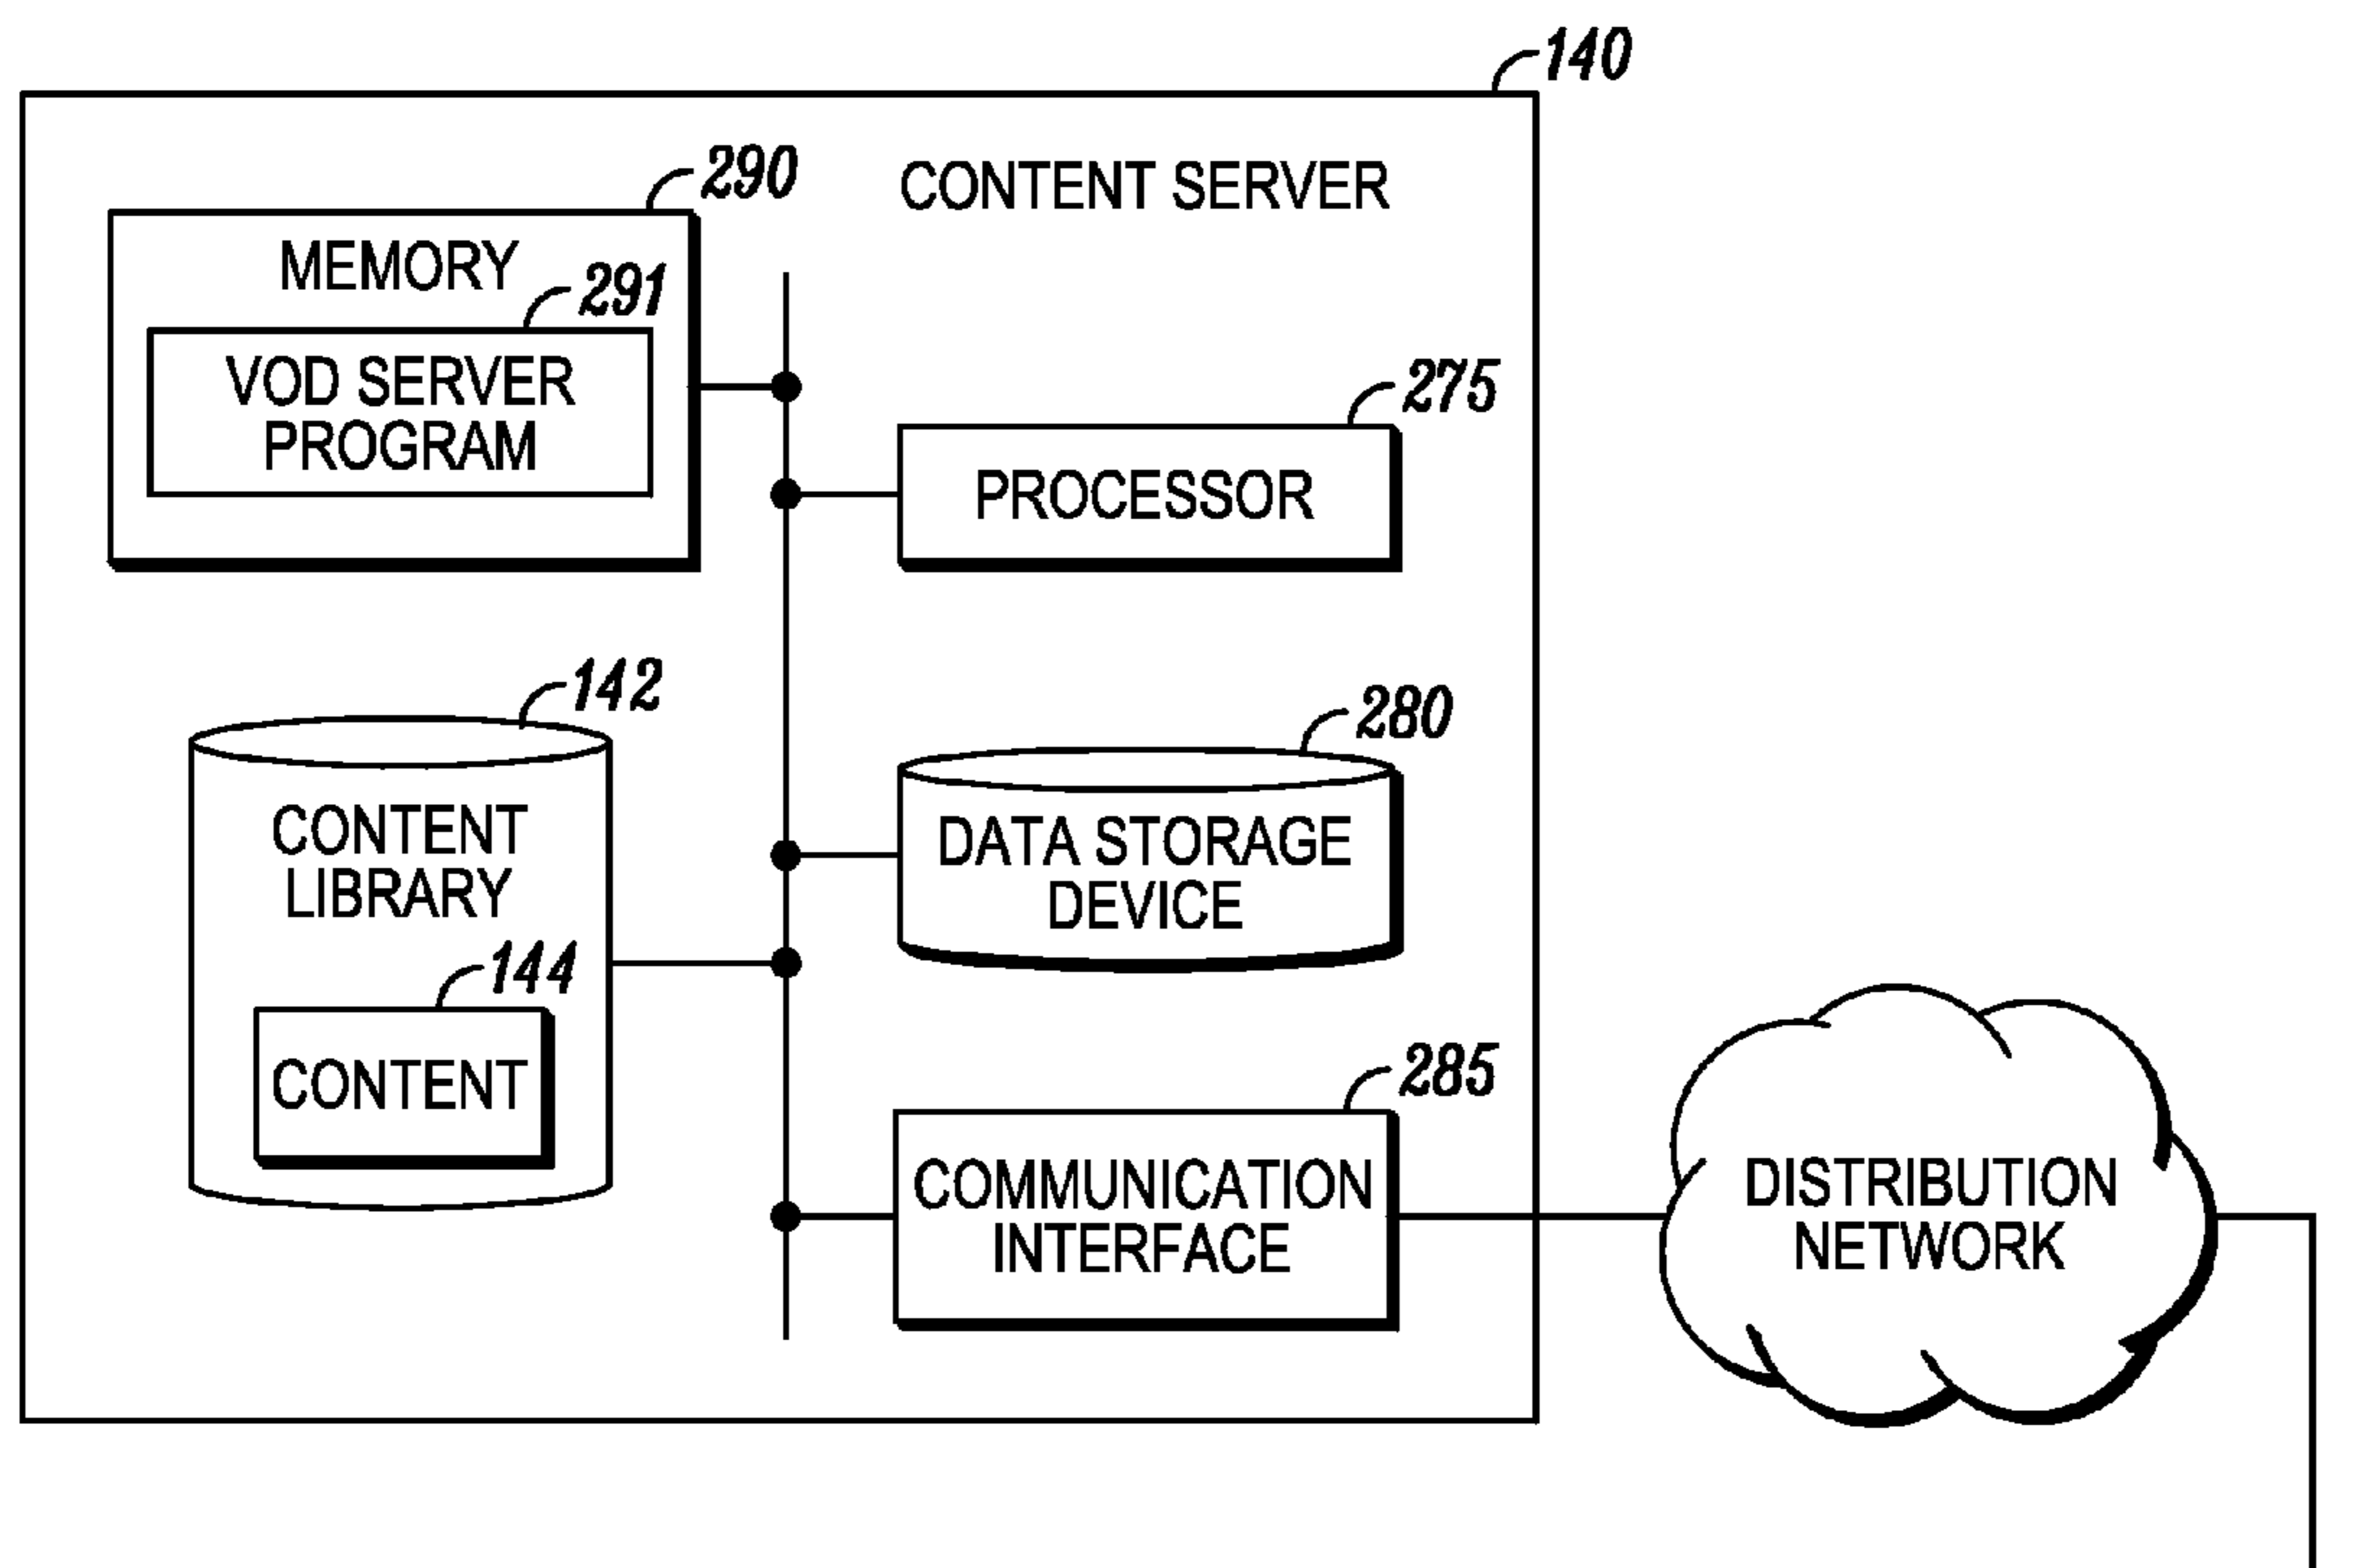 140
CONTENT SERVER
290
MEMORY
291
VOD SERVER
PROGRAM
275
PROCESSOR
142
CONTENT
LIBRARY
144
CONTENT
280
DATA STORAGE
DEVICE
285
COMMUNICATION
INTERFACE
DISTRIBUTION
NETWORK